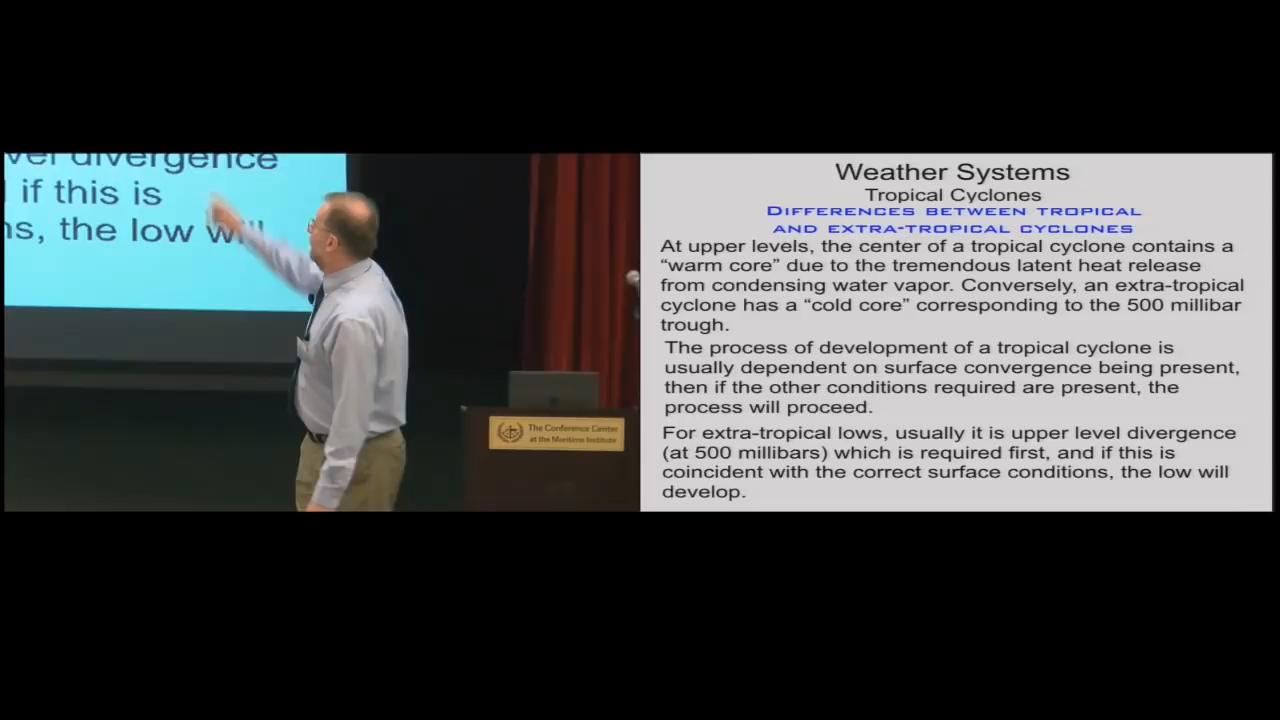 vel divergence
if this is
ns, the low will
The Conference Center
at the Maritime Institute
Weather Systems
Tropical Cyclones
DIFFERENCES BETWEEN TROPICAL
AND EXTRA-TROPICAL CYCLONES
At upper levels, the center of a tropical cyclone contains a
“warm core” due to the tremendous latent heat release
from condensing water vapor. Conversely, an extra-tropical
cyclone has a “cold core” corresponding to the 500 millibar
trough.
The process of development of a tropical cyclone is
usually dependent on surface convergence being present,
then if the other conditions required are present, the
process will proceed.
For extra-tropical lows, usually it is upper level divergence
(at 500 millibars) which is required first, and if this is
coincident with the correct surface conditions, the low will
develop.